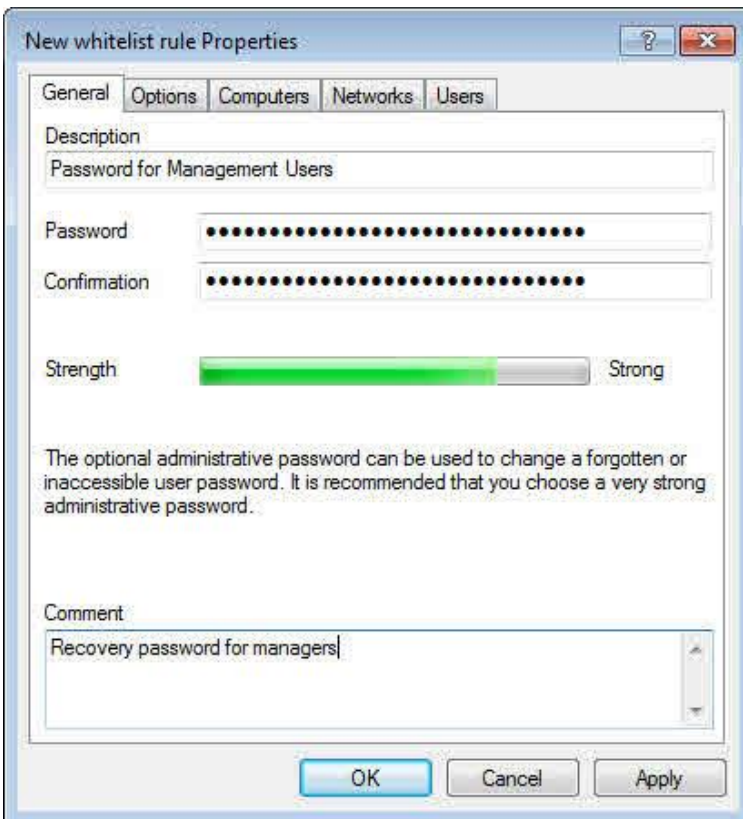 New whitelist rule Properties
General Options Computers Networks Users
Description
Password for Management Users
Password
Confirmation
Strength Strong
The optional administrative password can be used to change a forgotten or
inaccessible user password. It is recommended that you choose a very strong
administrative password.
Comment
Recovery password for managers
OK Cancel Apply